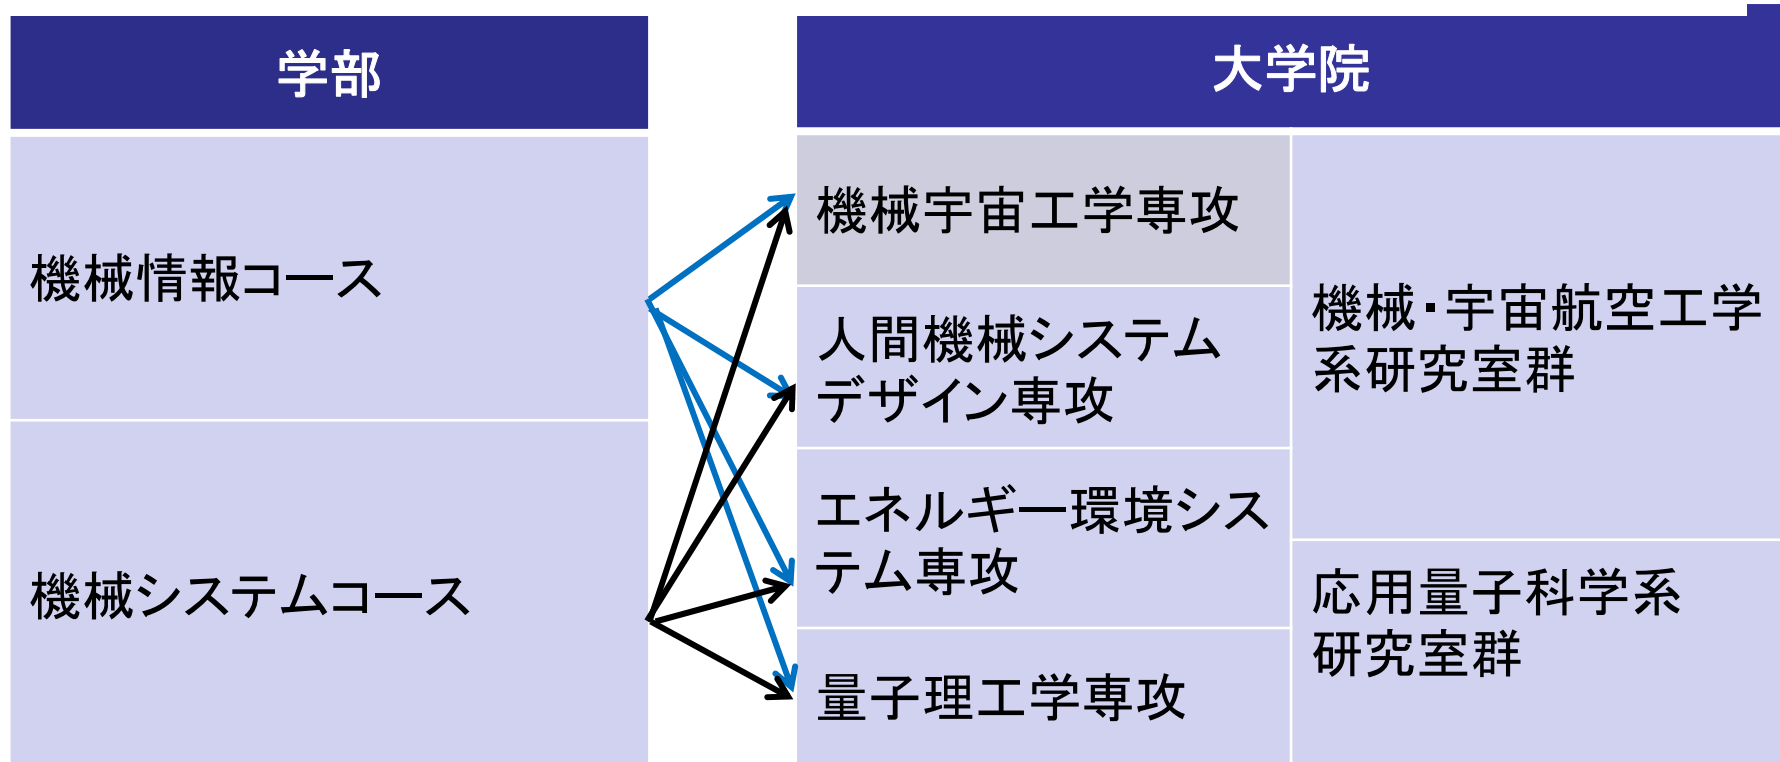 学部
大学院
機械情報コース
機械システムコース
機械宇宙工学専攻
人間機械システム
デザイン専攻
エネルギー環境シス
テム専攻
量子理工学専攻
機械・宇宙航空工学
系研究室群
応用量子科学系
研究室群